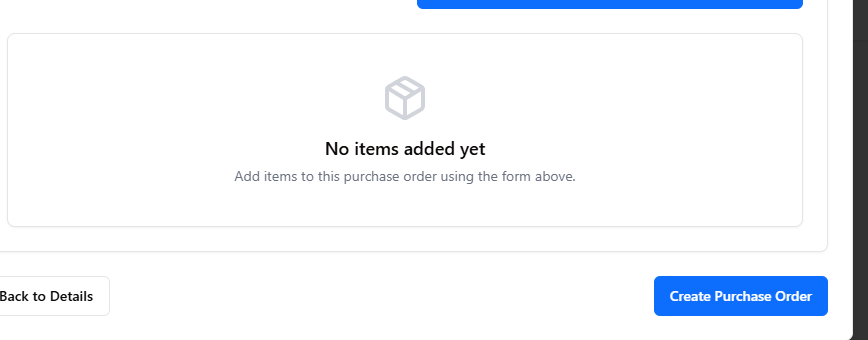 No items added yet
Add items to this purchase order using the form above.
Back to Details
Create Purchase Order